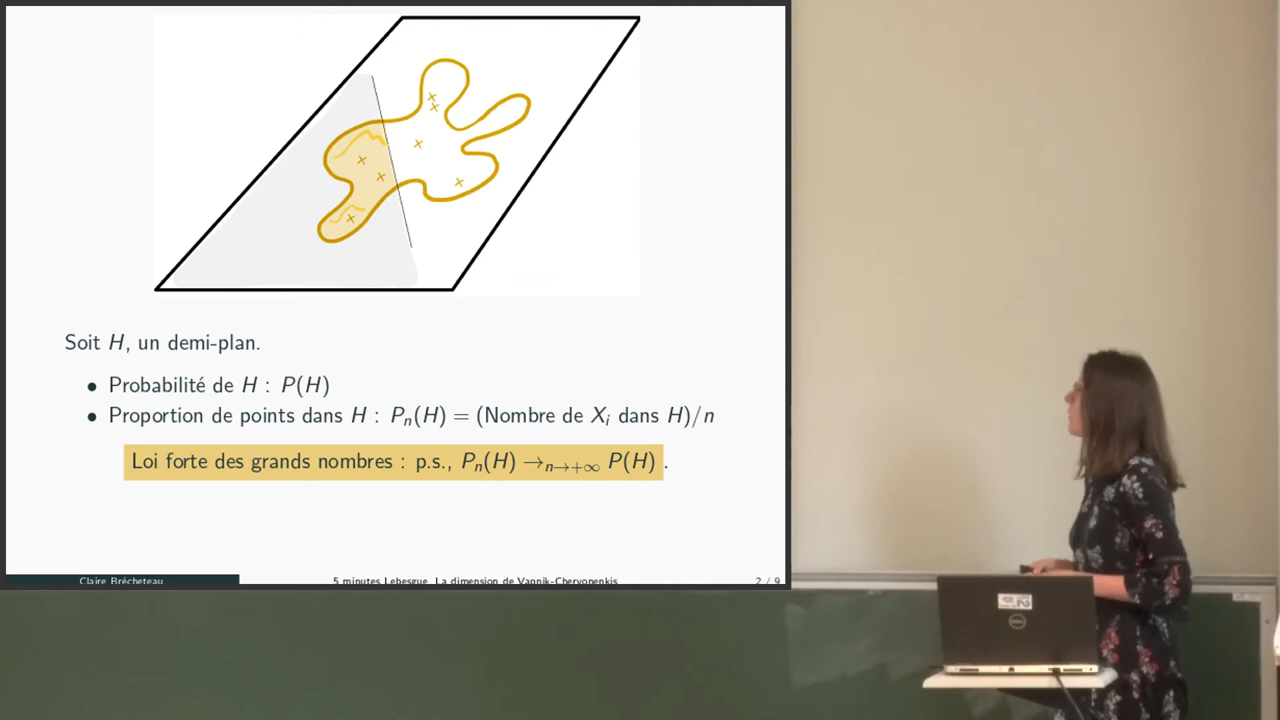 Soit H, un demi-plan.
• Probabilité de H : P(H)
• Proportion de points dans H : Pₙ(H) = (Nombre de Xᵢ dans H)/n
Loi forte des grands nombres : p.s., Pₙ(H) →ₙ→+∞ P(H).
Claire Brécheteau 5 minutes Lebesgue, La dimension de Vapnik-Chervonenkis 2 / 9
DELL